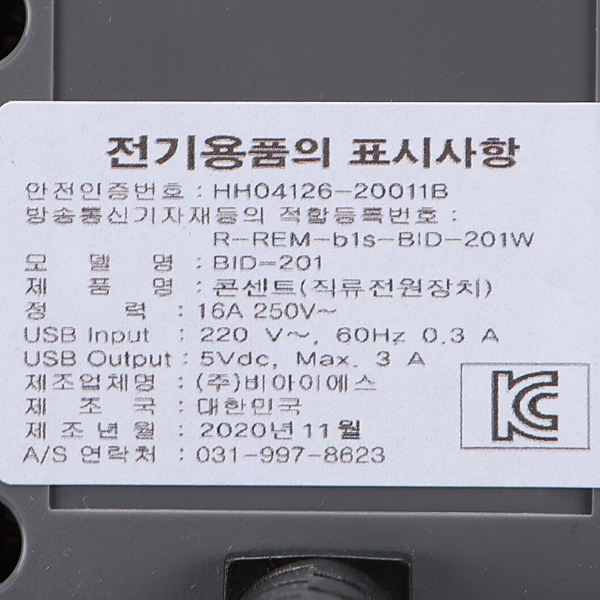 전기용품의 표시사항
안전인증번호 : HH04126-20011B
방송통신기자재등의 적합등록번호 :
R-REM-b1s-BID-201W
모 델 명 : BID-201
제 품 명 : 콘센트(직류전원장치)
정 력 : 16A 250V~
USB Input : 220 V~, 60Hz 0.3 A
USB Output : 5Vdc, Max. 3 A
제조업체명 : (주)비아이에스
제 조 국 : 대한민국
제 조 년 월 : 2020년 11월
A/S 연락처 : 031-997-8623
KC